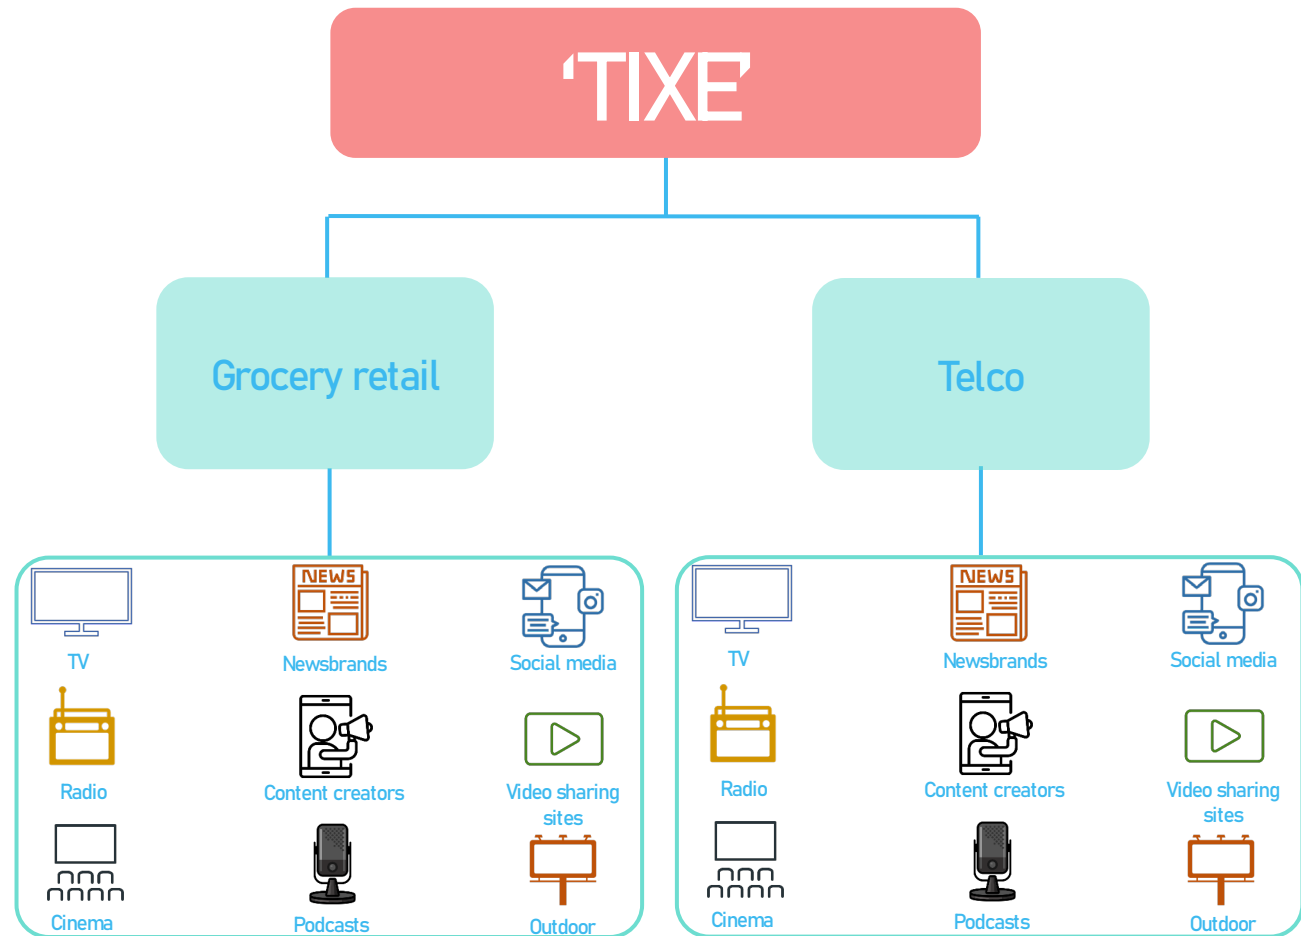 ‘TIXE’
Grocery retail
Telco
NEWS
TV
Newsbrands
Social media
Radio
Content creators
Video sharing
sites
Cinema
Podcasts
Outdoor
NEWS
TV
Newsbrands
Social media
Radio
Content creators
Video sharing
sites
Cinema
Podcasts
Outdoor